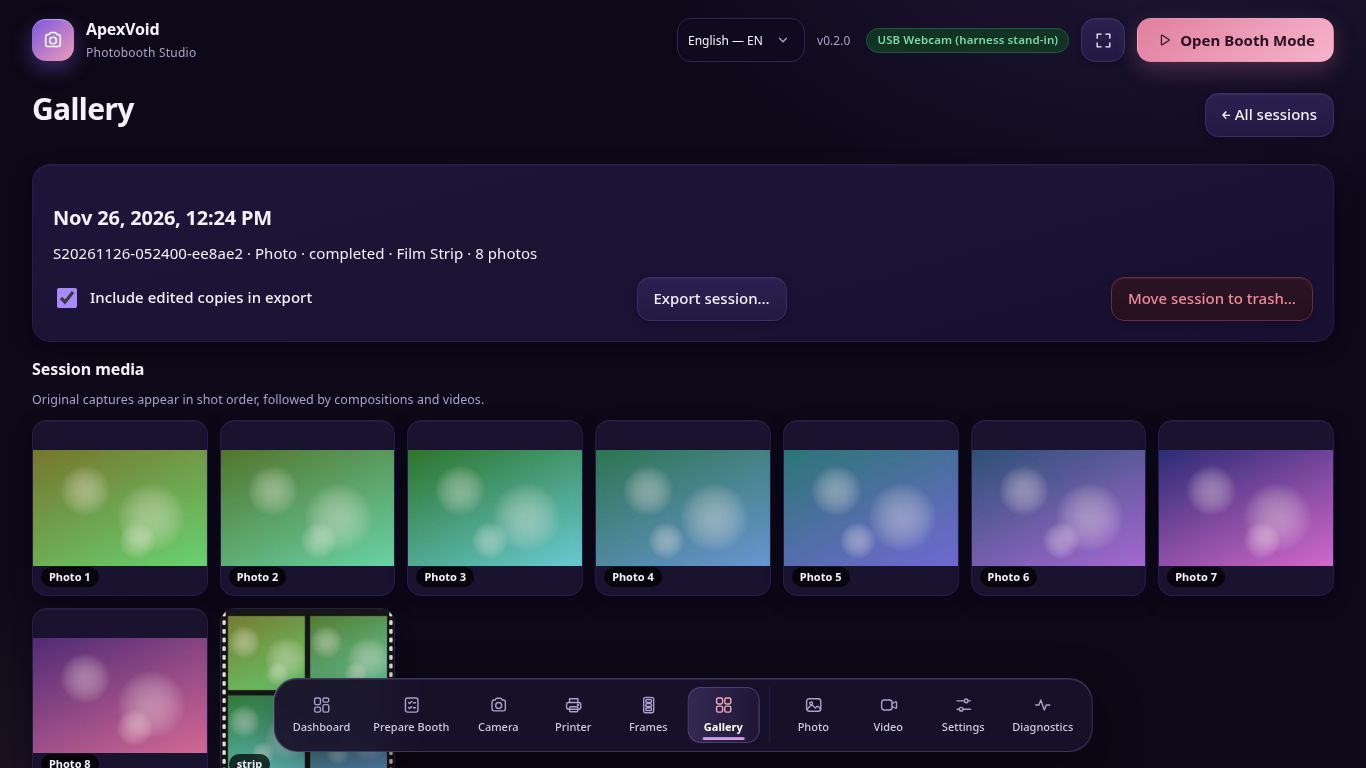 ApexVoid
Photobooth Studio
English — EN
v0.2.0
USB Webcam (harness stand-in)
Open Booth Mode
Gallery
← All sessions
Nov 26, 2026, 12:24 PM
S20261126-052400-ee8ae2 · Photo · completed · Film Strip · 8 photos
Include edited copies in export
Export session...
Move session to trash...
Session media
Original captures appear in shot order, followed by compositions and videos.
Photo 1
Photo 2
Photo 3
Photo 4
Photo 5
Photo 6
Photo 7
Photo 8
strip
Dashboard
Prepare Booth
Camera
Printer
Frames
Gallery
Photo
Video
Settings
Diagnostics